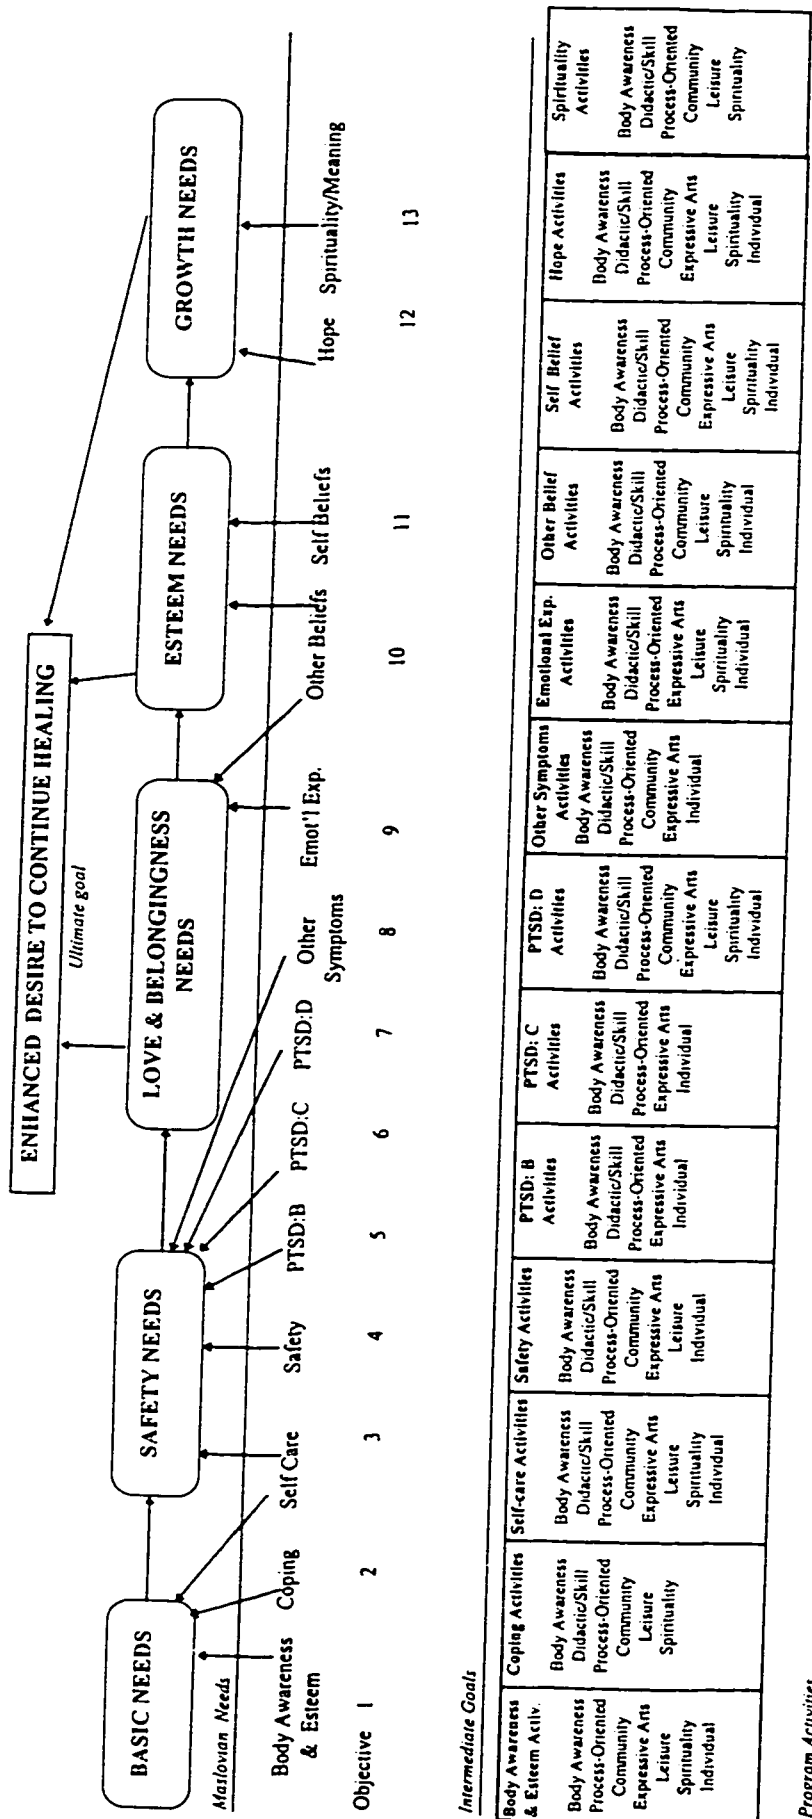 ENHANCED DESIRE TO CONTINUE HEALING
Ultimate goal
BASIC NEEDS
SAFETY NEEDS
LOVE & BELONGINGNESS
NEEDS
ESTEEM NEEDS
GROWTH NEEDS
Maslovian Needs
Body Awareness
& Esteem
Coping
Self Care
Safety
PTSD:B
PTSD:C
PTSD:D
Other
Symptoms
Emot'l Exp.
Other Beliefs
Self Beliefs
Hope
Spirituality/Meaning
Objective 1
2
3
4
5
6
7
8
9
10
11
12
13
Intermediate Goals
Body Awareness
& Esteem Activ.
Body Awareness
Process-Oriented
Community
Expressive Arts
Leisure
Spirituality
Individual
Coping Activities
Body Awareness
Didactic/Skill
Process-Oriented
Community
Leisure
Spirituality
Self-care Activities
Body Awareness
Didactic/Skill
Process-Oriented
Community
Expressive Arts
Leisure
Spirituality
Individual
Safety Activities
Body Awareness
Didactic/Skill
Process-Oriented
Community
Expressive Arts
Leisure
Individual
PTSD: B
Activities
Body Awareness
Didactic/Skill
Process-Oriented
Expressive Arts
Individual
PTSD: C
Activities
Body Awareness
Didactic/Skill
Process-Oriented
Expressive Arts
Individual
PTSD: D
Activities
Body Awareness
Didactic/Skill
Process-Oriented
Community
Expressive Arts
Leisure
Spirituality
Individual
Other Symptoms
Activities
Body Awareness
Didactic/Skill
Process-Oriented
Community
Expressive Arts
Individual
Emotional Exp.
Activities
Body Awareness
Didactic/Skill
Process-Oriented
Expressive Arts
Leisure
Spirituality
Individual
Other Belief
Activities
Body Awareness
Didactic/Skill
Process-Oriented
Community
Leisure
Spirituality
Individual
Self Belief
Activities
Body Awareness
Didactic/Skill
Process-Oriented
Community
Expressive Arts
Leisure
Spirituality
Individual
Hope Activities
Body Awareness
Didactic/Skill
Process-Oriented
Community
Expressive Arts
Leisure
Spirituality
Individual
Spirituality
Activities
Body Awareness
Didactic/Skill
Process-Oriented
Community
Leisure
Spirituality
Program Activities